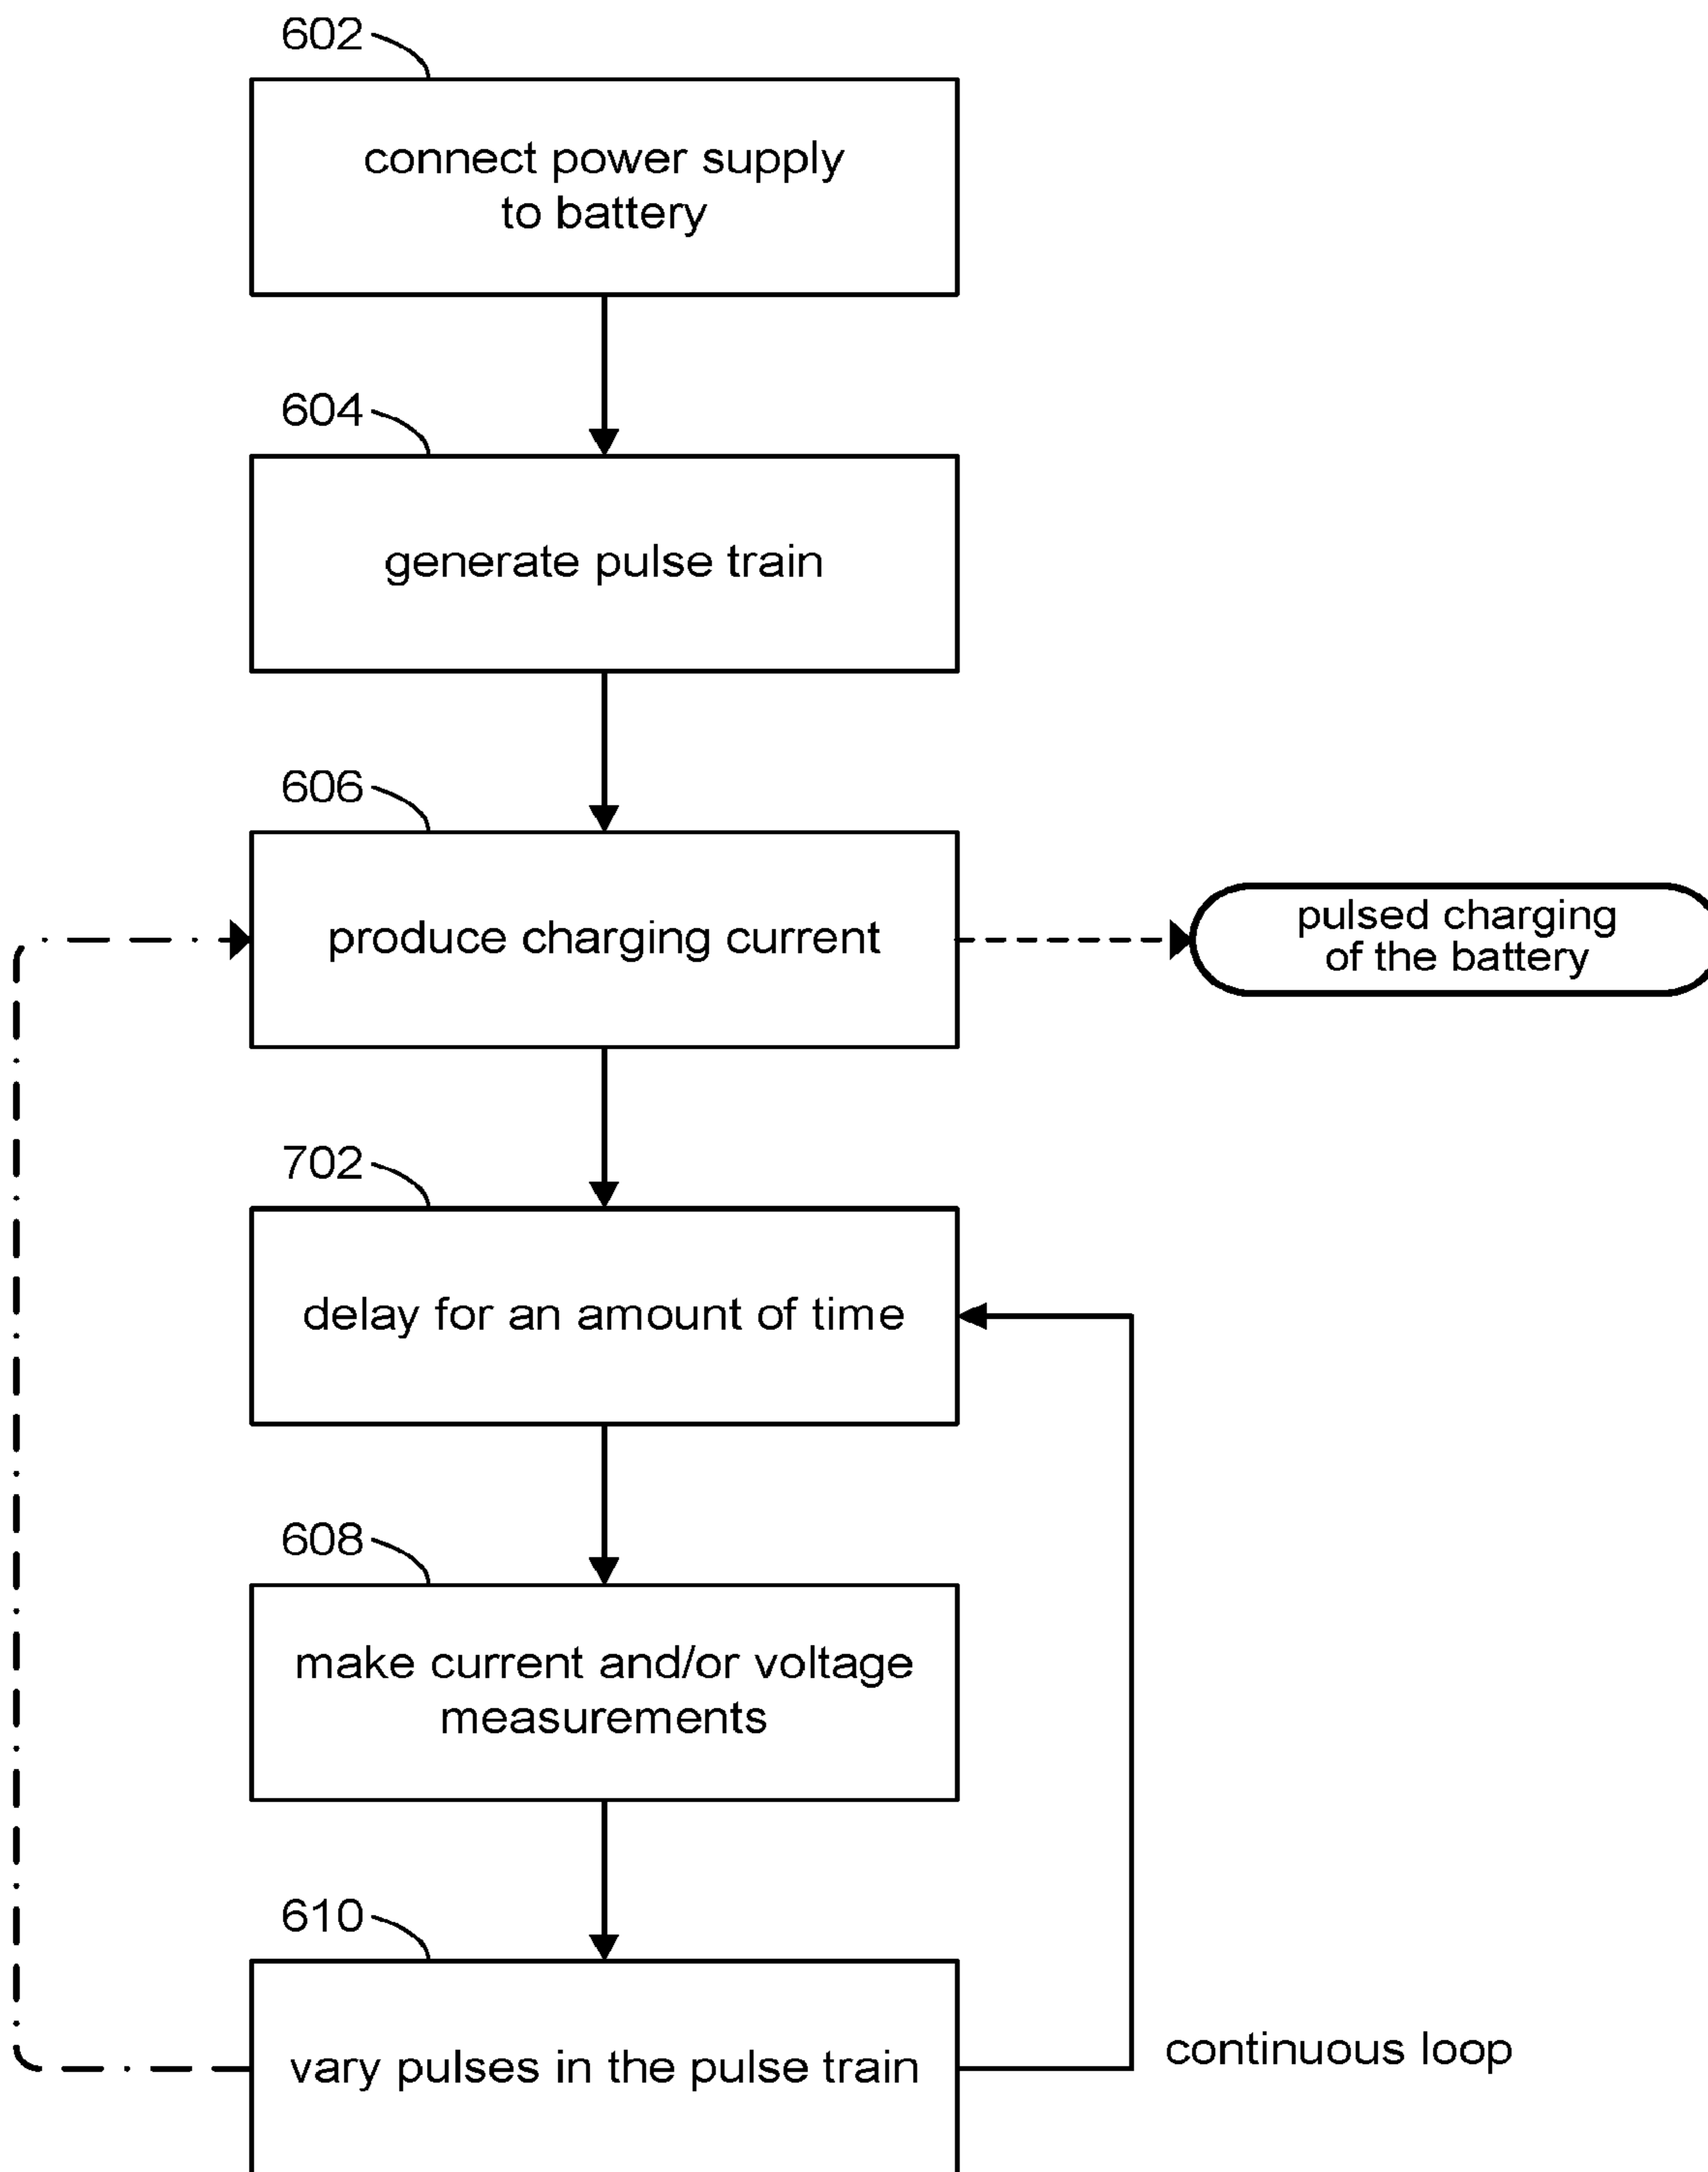 602
connect power supply
to battery
604
generate pulse train
606
produce charging current
pulsed charging
of the battery
702
delay for an amount of time
608
make current and/or voltage
measurements
610
vary pulses in the pulse train
continuous loop